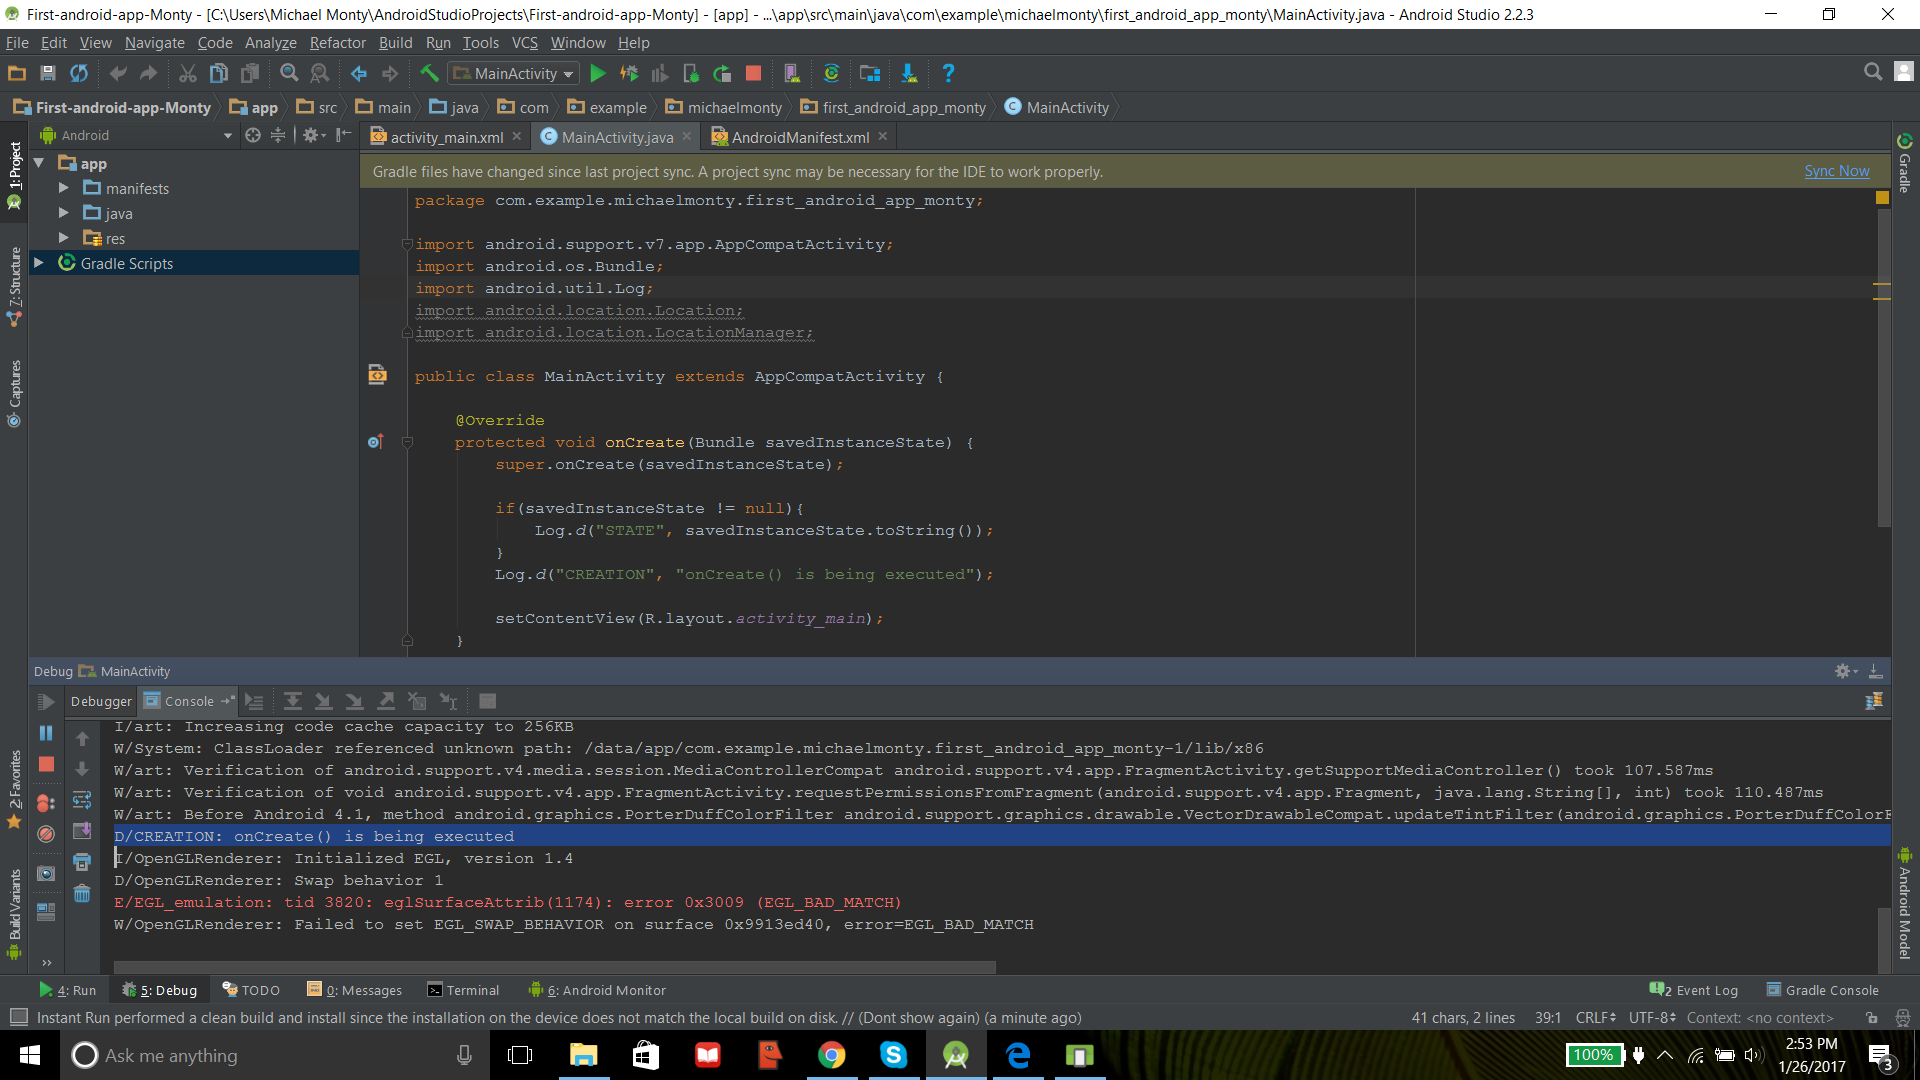 First-android-app-Monty - [C:\Users\Michael Monty\AndroidStudioProjects\First-android-app-Monty] - [app] - ...\app\src\main\java\com\example\michaelmonty\first_android_app_monty\MainActivity.java - Android Studio 2.2.3
File Edit View Navigate Code Analyze Refactor Build Run Tools VCS Window Help
MainActivity
First-android-app-Monty app src main java com example michaelmonty first_android_app_monty MainActivity
Android
activity_main.xml MainActivity.java AndroidManifest.xml
1: Project
7: Structure
Captures
2: Favorites
Build Variants
app
manifests
java
res
Gradle Scripts
Gradle files have changed since last project sync. A project sync may be necessary for the IDE to work properly. Sync Now
package com.example.michaelmonty.first_android_app_monty;
import android.support.v7.app.AppCompatActivity;
import android.os.Bundle;
import android.util.Log;
import android.location.Location;
import android.location.LocationManager;
public class MainActivity extends AppCompatActivity {
@Override
protected void onCreate(Bundle savedInstanceState) {
super.onCreate(savedInstanceState);
if(savedInstanceState != null){
Log.d("STATE", savedInstanceState.toString());
}
Log.d("CREATION", "onCreate() is being executed");
setContentView(R.layout.activity_main);
}
Gradle
Android Model
Debug MainActivity
Debugger Console
I/art: Increasing code cache capacity to 256KB
W/System: ClassLoader referenced unknown path: /data/app/com.example.michaelmonty.first_android_app_monty-1/lib/x86
W/art: Verification of android.support.v4.media.session.MediaControllerCompat android.support.v4.app.FragmentActivity.getSupportMediaController() took 107.587ms
W/art: Verification of void android.support.v4.app.FragmentActivity.requestPermissionsFromFragment(android.support.v4.app.Fragment, java.lang.String[], int) took 110.487ms
W/art: Before Android 4.1, method android.graphics.PorterDuffColorFilter android.support.graphics.drawable.VectorDrawableCompat.updateTintFilter(android.graphics.PorterDuffColorF
D/CREATION: onCreate() is being executed
I/OpenGLRenderer: Initialized EGL, version 1.4
D/OpenGLRenderer: Swap behavior 1
E/EGL_emulation: tid 3820: eglSurfaceAttrib(1174): error 0x3009 (EGL_BAD_MATCH)
W/OpenGLRenderer: Failed to set EGL_SWAP_BEHAVIOR on surface 0x9913ed40, error=EGL_BAD_MATCH
4: Run 5: Debug TODO 0: Messages Terminal 6: Android Monitor 2 Event Log Gradle Console
Instant Run performed a clean build and install since the installation on the device does not match the local build on disk. // (Dont show again) (a minute ago) 41 chars, 2 lines 39:1 CRLF UTF-8 Context: <no context>
Ask me anything 100% 2:53 PM
1/26/2017 3